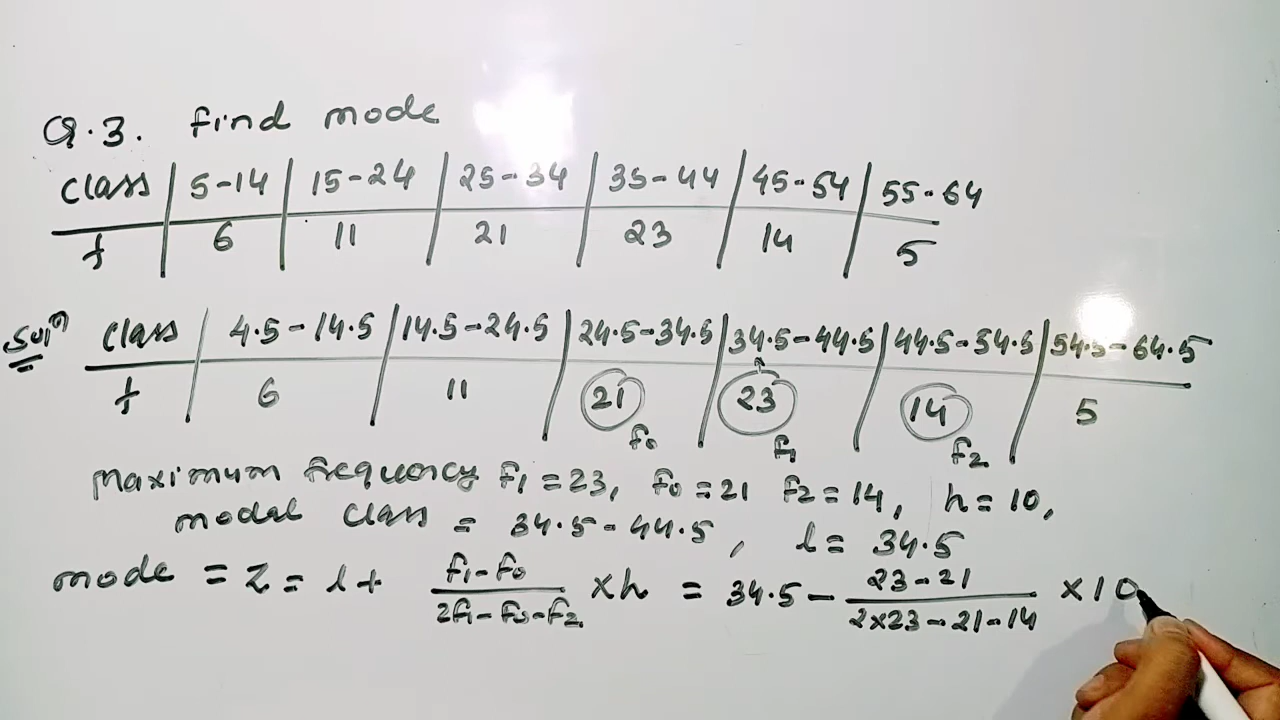 Q.3. Find mode
Class | 5-14 | 15-24 | 25-34 | 35-44 | 45-54 | 55-64
f | 6 | 11 | 21 | 23 | 14 | 5
Solⁿ Class | 4.5-14.5 | 14.5-24.5 | 24.5-34.5 | 34.5-44.5 | 44.5-54.5 | 54.5-64.5
f | 6 | 11 | 21 | 23 | 14 | 5
f₀ f₁ f₂
Maximum frequency f₁ = 23, f₀ = 21 f₂ = 14, h = 10,
modal class = 34.5-44.5, l = 34.5
mode = Z = l + (f₁-f₀)/(2f₁-f₀-f₂) × h = 34.5 - (23-21)/(2×23-21-14) × 10